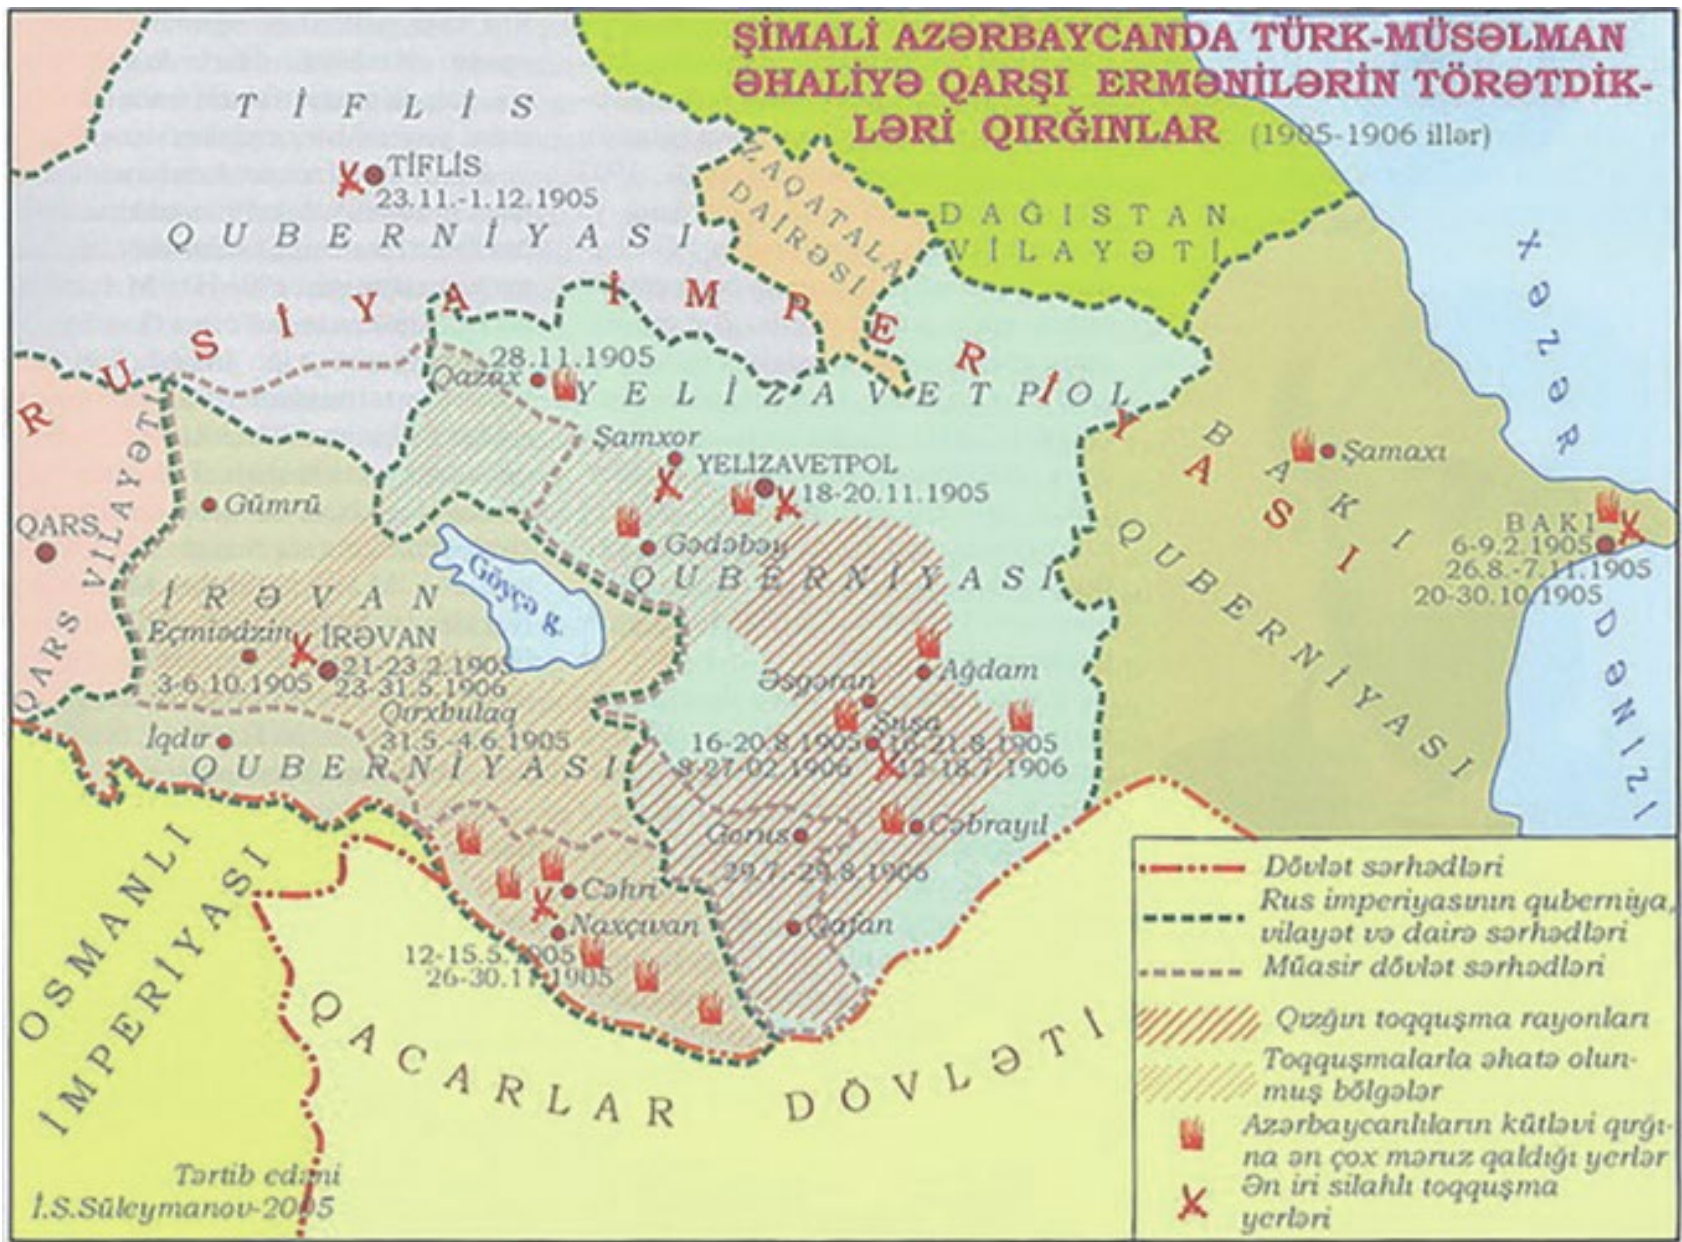 ŞİMALİ AZƏRBAYCANDA TÜRK-MÜSƏLMAN
ƏHALİYƏ QARŞI ERMƏNİLƏRİN TÖRƏTDİK-
LƏRİ QIRĞINLAR (1905-1906 illər)
TİFLİS
TİFLİS
23.11.-1.12.1905
QUBERNİYASI
ZAQATALA
DAİRƏSİ
DAĞISTAN
VİLAYƏTİ
XƏZƏR
DƏNIZI
RUSİYA İMPERİYASI
28.11.1905
Qazax
YELİZAVETPOL
Şamxor
YELİZAVETPOL
18-20.11.1905
Gədəbəy
QUBERNİYASI
BAKI
QUBERNİYASI
Şamaxı
BAKI
6-9.2.1905
26.8.-7.11.1905
20-30.10.1905
QARS
QARS VİLAYƏTİ
Gümrü
İRƏVAN
Göyçə g.
Eçmiədzin
İRƏVAN
21-23.2.1905
3-6.10.1905
23-31.5.1906
Qırxbulaq
31.5.-4.6.1905
Iqdır
QUBERNİYASI
Ağdam
Əsgəran
Şuşa
16-20.8.1905
16-21.8.1905
8-27-02.1906
12-18.7.1906
Gorus
Cəbrayıl
29.7.-29.8.1906
Qafan
Cəhri
Naxçıvan
12-15.5.1905
26-30.11.1905
OSMANLI
İMPERİYASI
QACARLAR DÖVLƏTİ
Dövlət sərhədləri
Rus imperiyasının quberniya,
vilayət və dairə sərhədləri
Müasir dövlət sərhədləri
Qızğın toqquşma rayonları
Toqquşmalarla əhatə olun-
muş bölgələr
Azərbaycanlıların kütləvi qırğı-
na ən çox məruz qaldığı yerlər
Ən iri silahlı toqquşma
yerləri
Tərtib edəni
İ.S.Süleymanov-2005